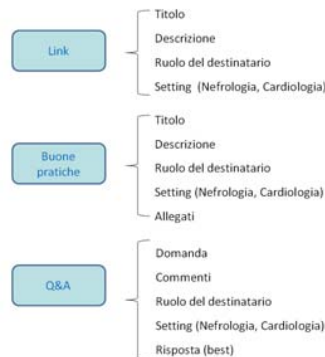 Link
Titolo
Descrizione
Ruolo del destinatario
Setting (Nefrologia, Cardiologia)
Buone
pratiche
Titolo
Descrizione
Ruolo del destinatario
Setting (Nefrologia, Cardiologia)
Allegati
Q&A
Domanda
Commenti
Ruolo del destinatario
Setting (Nefrologia, Cardiologia)
Risposta (best)